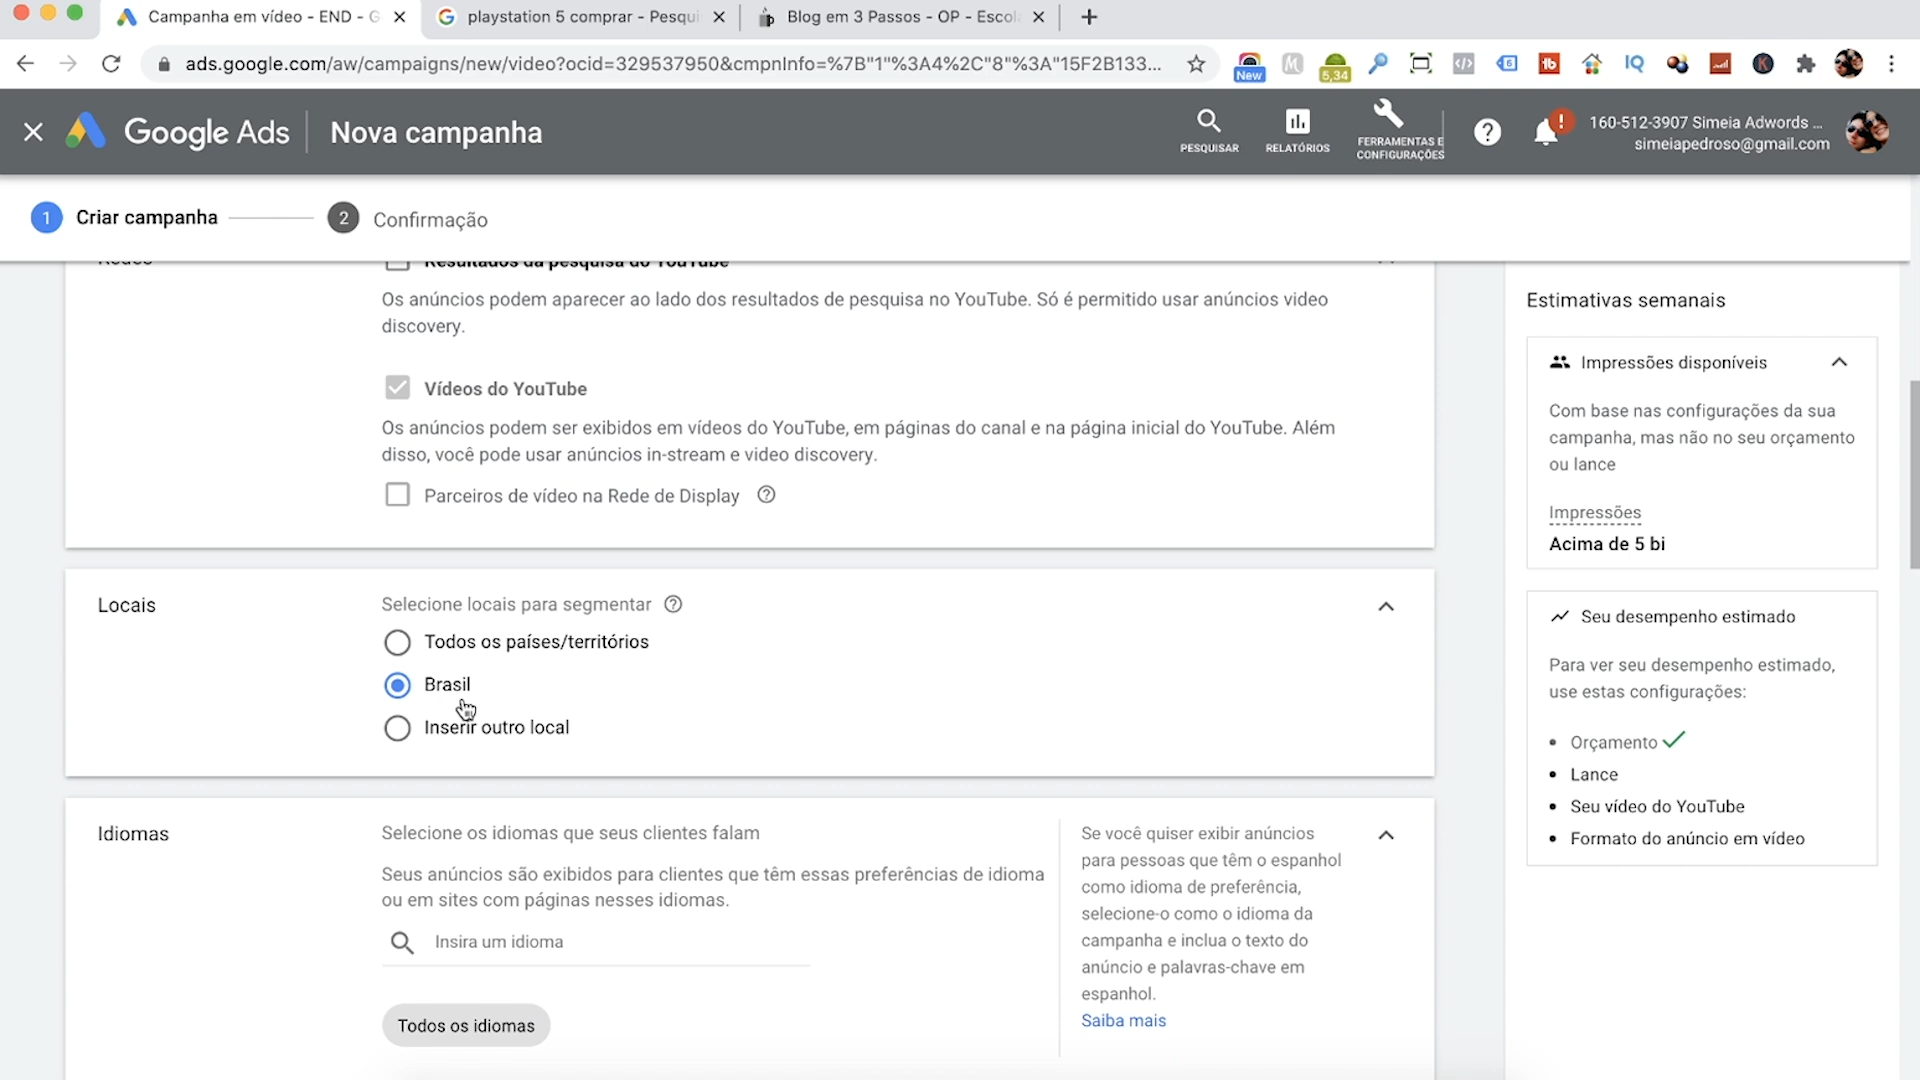 Campanha em vídeo - END - G
playstation 5 comprar - Pesqui
Blog em 3 Passos - OP - Escol
ads.google.com/aw/campaigns/new/video?ocid=329537950&cmpnInfo=%7B"1"%3A4%2C"8"%3A"15F2B133...
New
5,34
Google Ads
Nova campanha
PESQUISAR
RELATÓRIOS
FERRAMENTAS E
CONFIGURAÇÕES
160-512-3907 Simeia Adwords ...
simeiapedroso@gmail.com
1 Criar campanha
2 Confirmação
Redes
Resultados da pesquisa do YouTube
Os anúncios podem aparecer ao lado dos resultados de pesquisa no YouTube. Só é permitido usar anúncios video
discovery.
Vídeos do YouTube
Os anúncios podem ser exibidos em vídeos do YouTube, em páginas do canal e na página inicial do YouTube. Além
disso, você pode usar anúncios in-stream e video discovery.
Parceiros de vídeo na Rede de Display
Locais
Selecione locais para segmentar
Todos os países/territórios
Brasil
Inserir outro local
Idiomas
Selecione os idiomas que seus clientes falam
Seus anúncios são exibidos para clientes que têm essas preferências de idioma
ou em sites com páginas nesses idiomas.
Insira um idioma
Todos os idiomas
Se você quiser exibir anúncios
para pessoas que têm o espanhol
como idioma de preferência,
selecione-o como o idioma da
campanha e inclua o texto do
anúncio e palavras-chave em
espanhol.
Saiba mais
Estimativas semanais
Impressões disponíveis
Com base nas configurações da sua
campanha, mas não no seu orçamento
ou lance
Impressões
Acima de 5 bi
Seu desempenho estimado
Para ver seu desempenho estimado,
use estas configurações:
• Orçamento
• Lance
• Seu vídeo do YouTube
• Formato do anúncio em vídeo